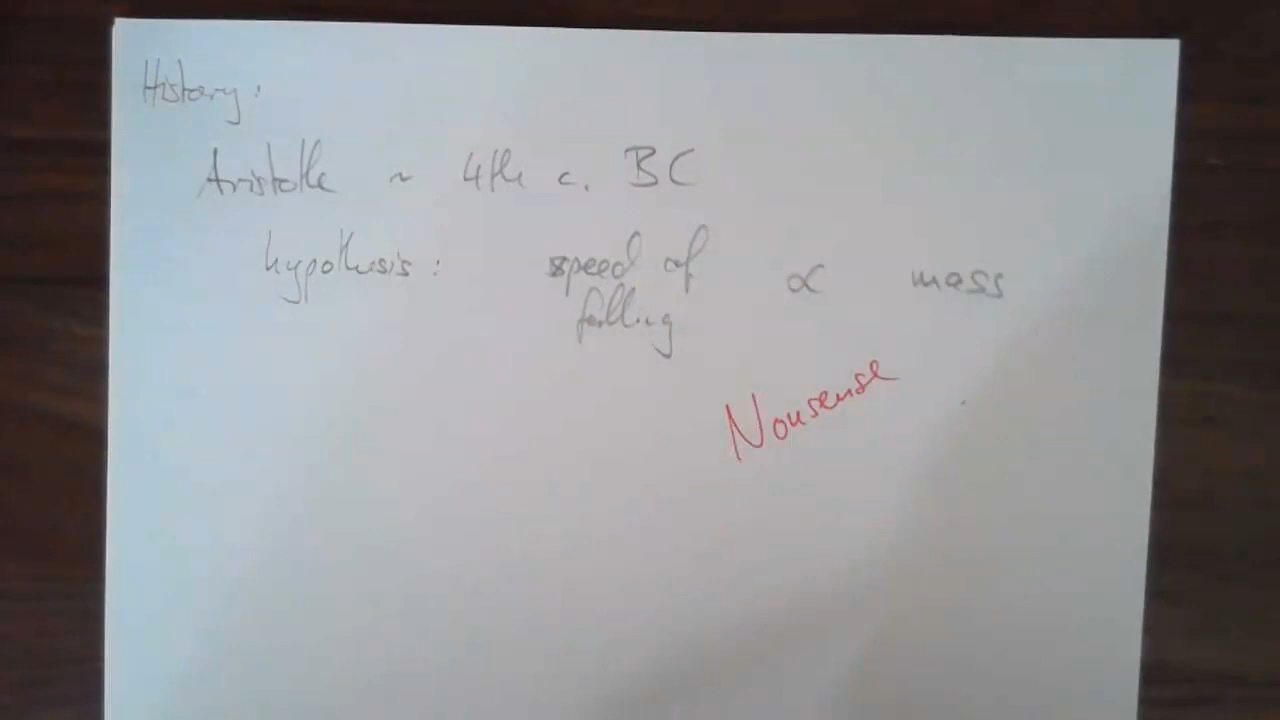 History:
Aristotle ~ 4th c. BC
hypothesis: speed of ∝ mass
falling
Nonsense